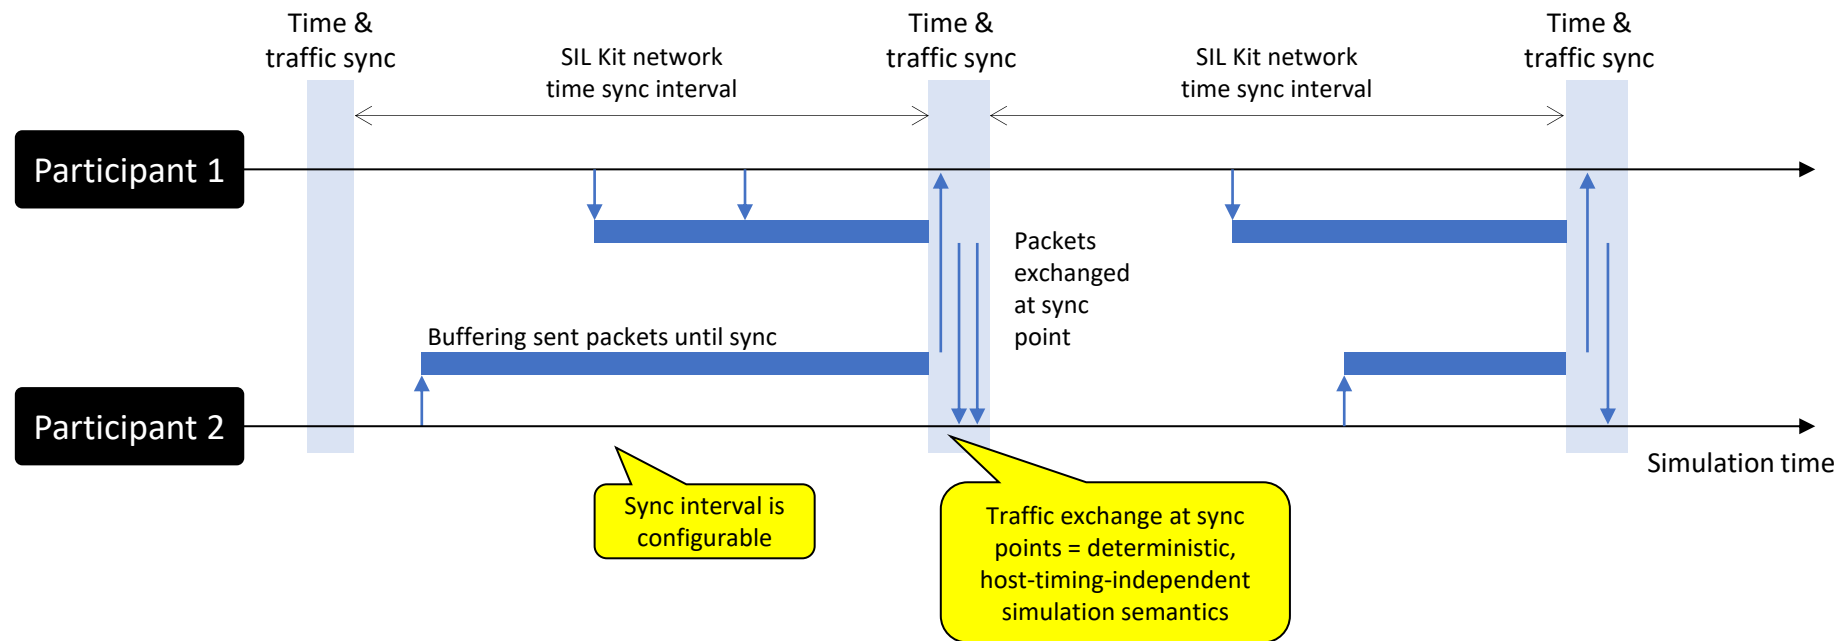 Time &
traffic sync
SIL Kit network
time sync interval
Time &
traffic sync
SIL Kit network
time sync interval
Time &
traffic sync
Participant 1
Packets
exchanged
at sync
point
Buffering sent packets until sync
Participant 2
Simulation time
Sync interval is
configurable
Traffic exchange at sync
points = deterministic,
host-timing-independent
simulation semantics